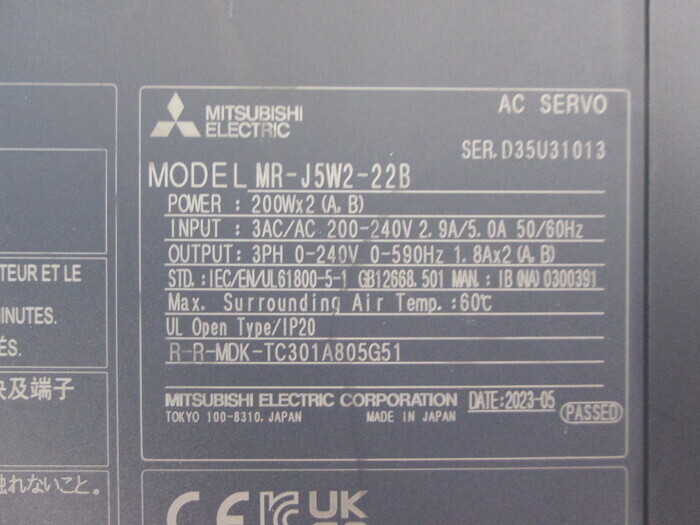 MITSUBISHI
ELECTRIC
AC SERVO
SER. D35U31013
MODEL MR-J5W2-22B
POWER : 200Wx2 (A, B)
INPUT : 3AC/AC 200-240V 2.9A/5.0A 50/60Hz
OUTPUT: 3PH 0-240V 0-590Hz 1.8Ax2 (A, B)
STD. : IEC/EN/UL61800-5-1 GB12668.501 MAN. : IB (NA) 0300391
Max. Surrounding Air Temp. :60℃
UL Open Type/IP20
R-R-MDK-TC301A805G51
MITSUBISHI ELECTRIC CORPORATION DATE: 2023-05
TOKYO 100-8310, JAPAN MADE IN JAPAN PASSED
TEUR ET LE
INUTES.
ÉS.
及端子
触れないこと。
CE UK